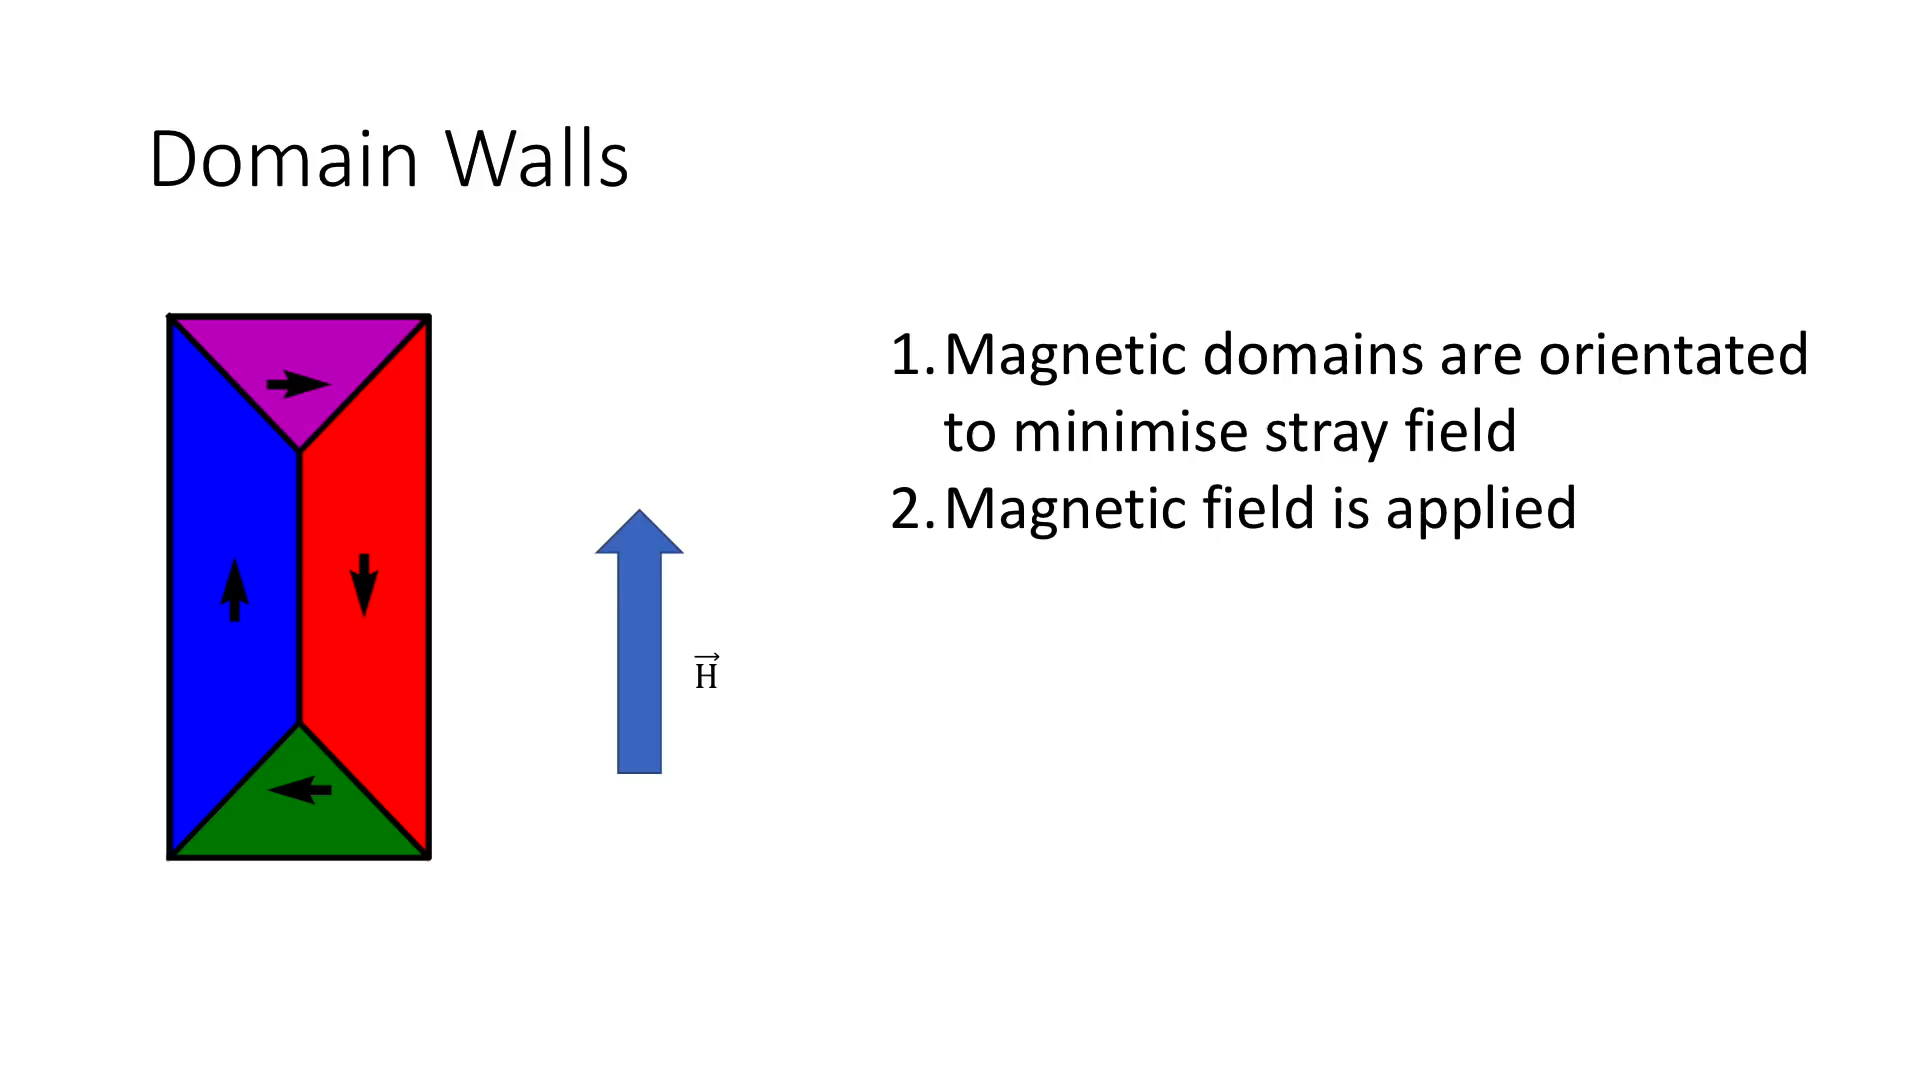 Domain Walls
1. Magnetic domains are orientated
to minimise stray field
2. Magnetic field is applied
H⃗